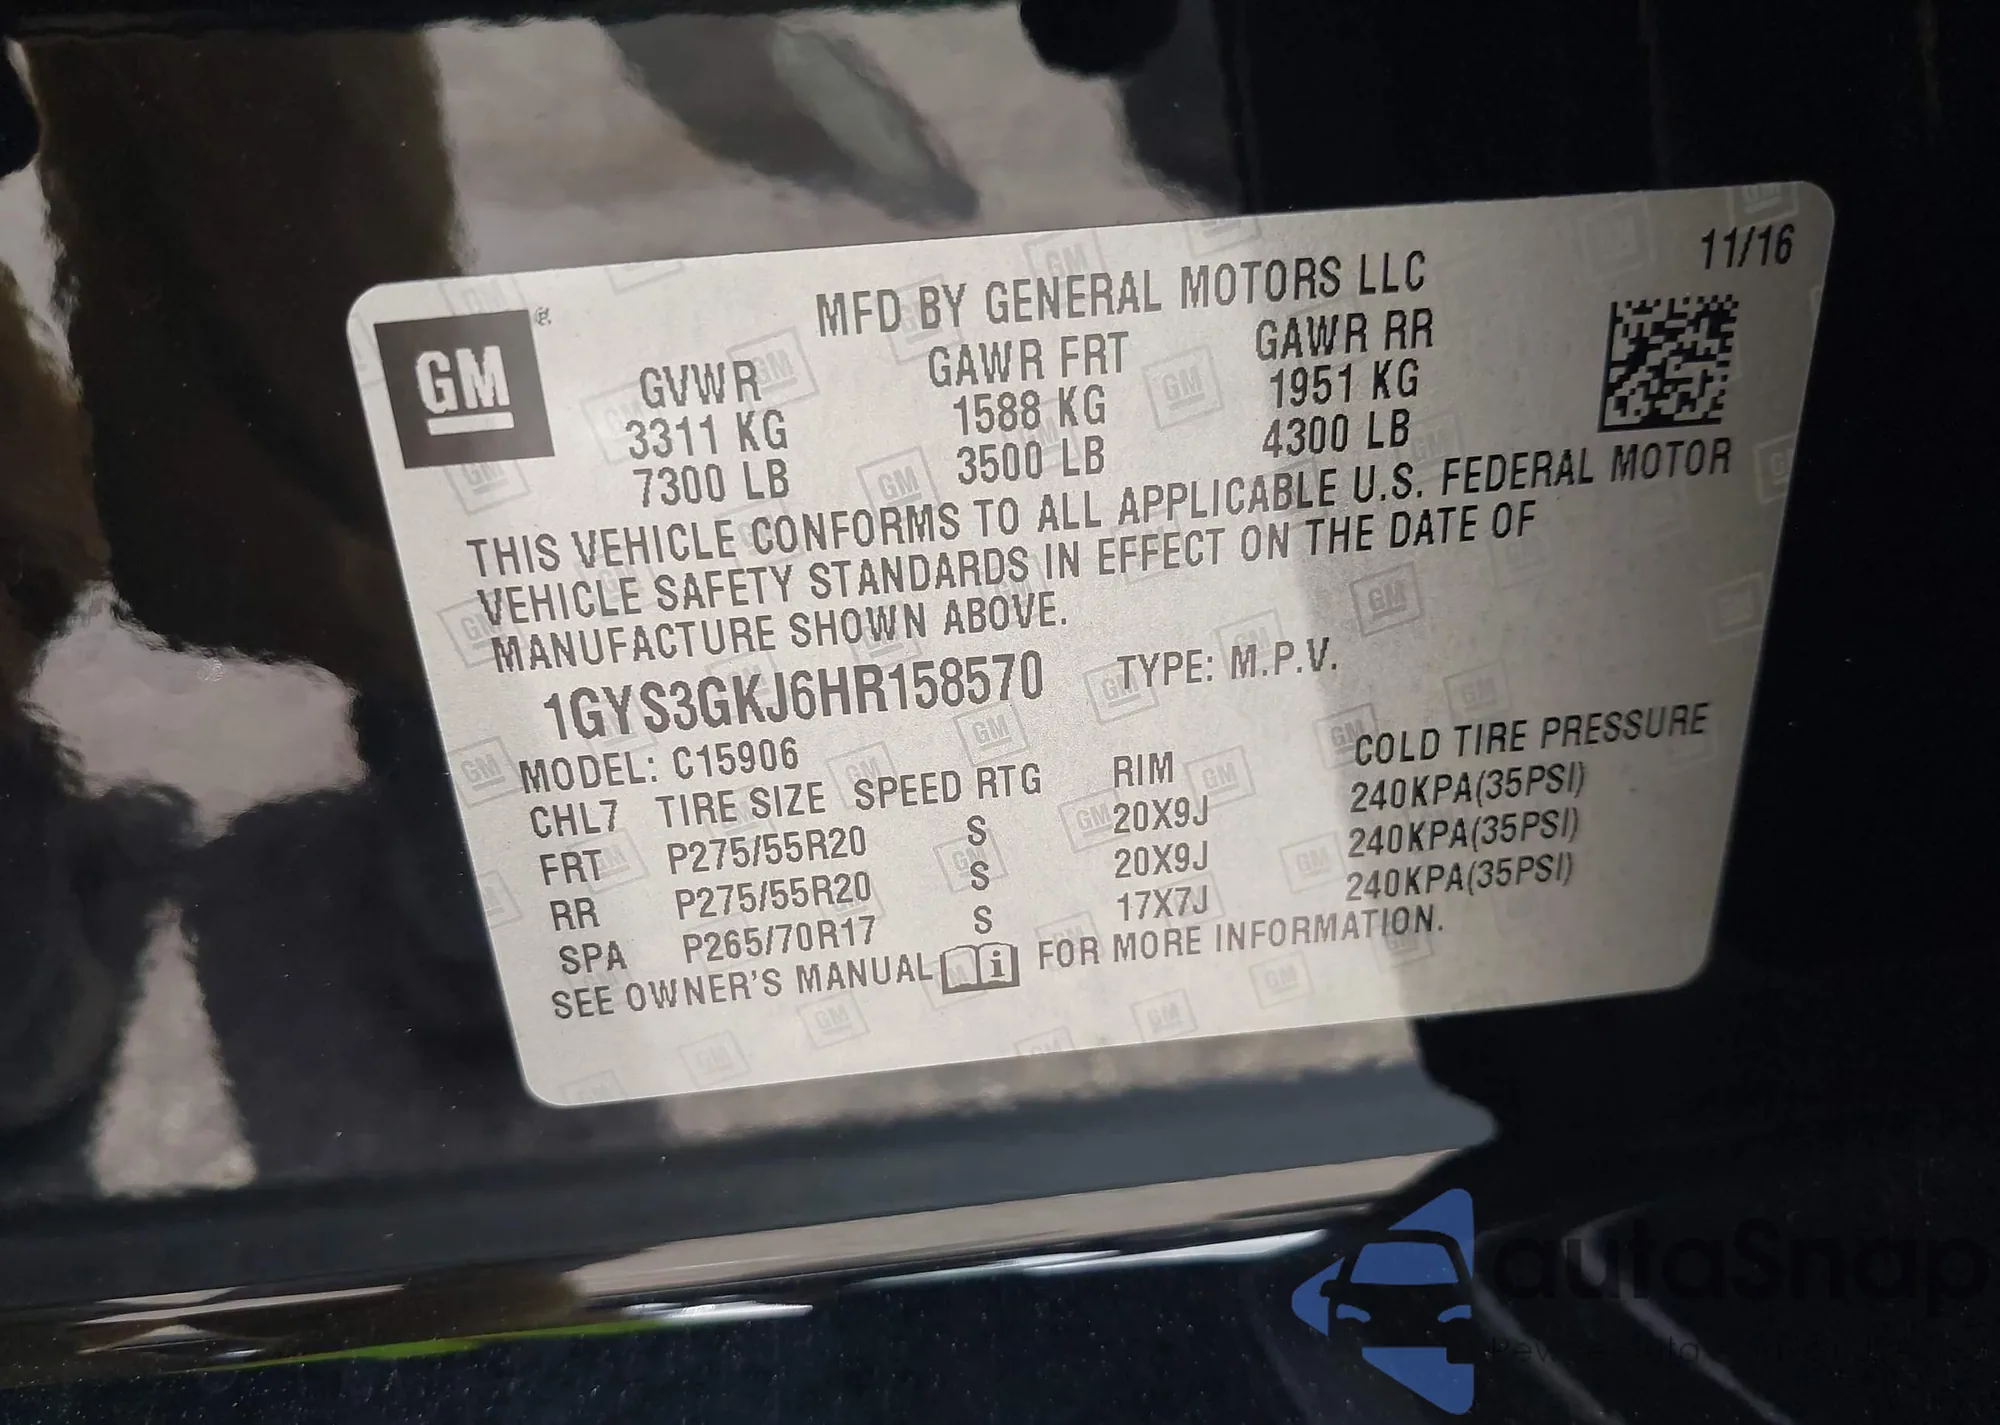 11/16
MFD BY GENERAL MOTORS LLC
GM
GVWR GAWR FRT GAWR RR
3311 KG 1588 KG 1951 KG
7300 LB 3500 LB 4300 LB
THIS VEHICLE CONFORMS TO ALL APPLICABLE U.S. FEDERAL MOTOR
VEHICLE SAFETY STANDARDS IN EFFECT ON THE DATE OF
MANUFACTURE SHOWN ABOVE.
1GYS3GKJ6HR158570 TYPE: M.P.V.
MODEL: C15906
CHL7 TIRE SIZE SPEED RTG RIM COLD TIRE PRESSURE
FRT P275/55R20 S 20X9J 240KPA(35PSI)
RR P275/55R20 S 20X9J 240KPA(35PSI)
SPA P265/70R17 S 17X7J 240KPA(35PSI)
SEE OWNER'S MANUAL FOR MORE INFORMATION.
autaSnap